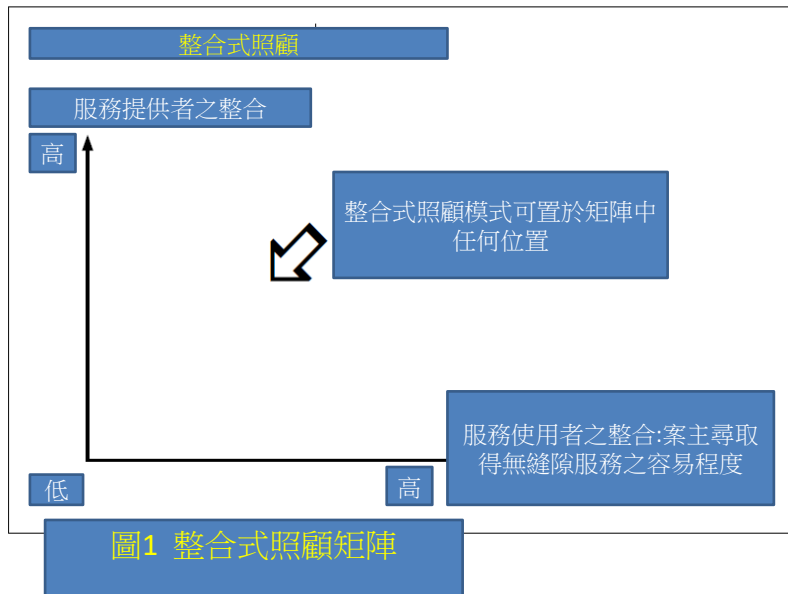 整合式照顧
服務提供者之整合
高
整合式照顧模式可置於矩陣中
任何位置
服務使用者之整合:案主尋取
得無縫隙服務之容易程度
低
高
圖1 整合式照顧矩陣